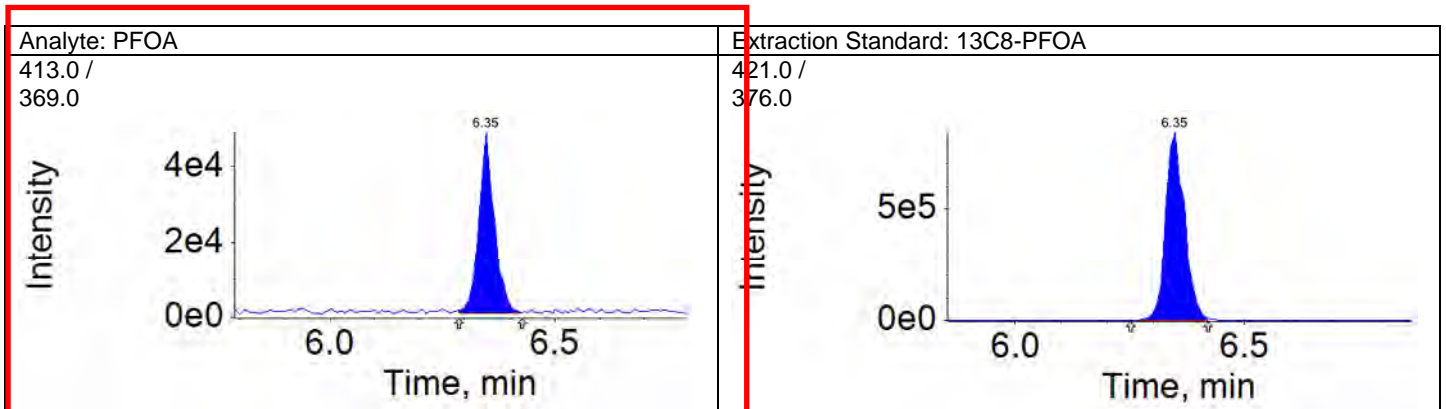 Analyte: PFOA
413.0 /
369.0
6.35
4e4
2e4
0e0
Intensity
6.0
6.5
Time, min
Extraction Standard: 13C8-PFOA
421.0 /
376.0
6.35
5e5
0e0
Intensity
6.0
6.5
Time, min